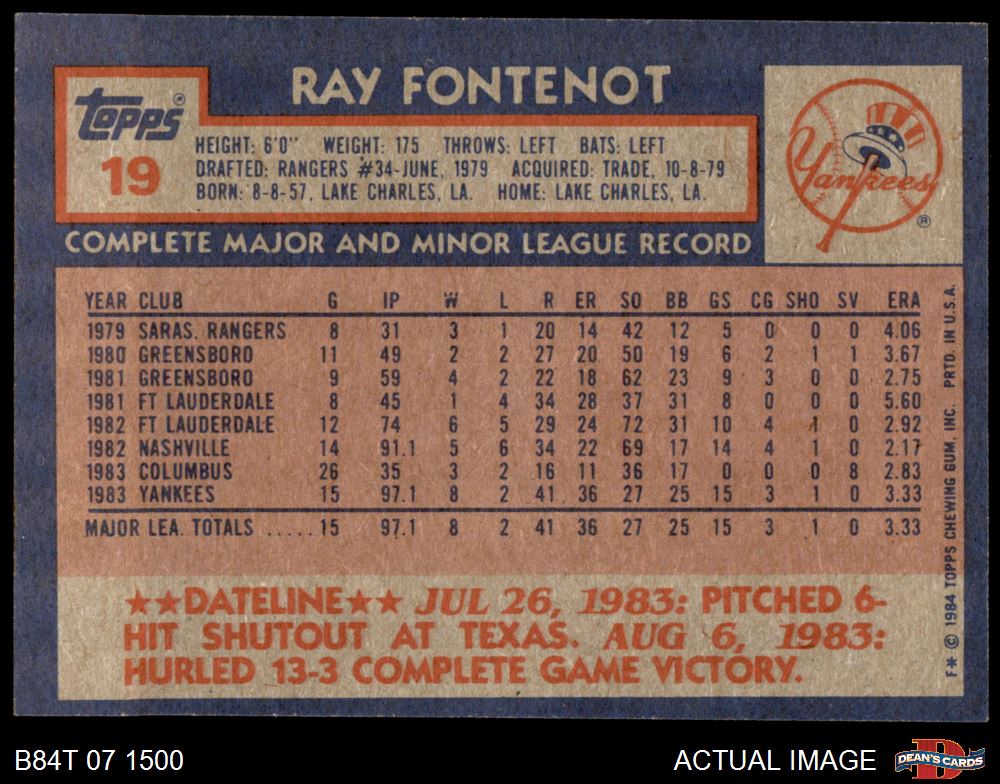 RAY FONTENOT
Topps®
19
HEIGHT: 6'0" WEIGHT: 175 THROWS: LEFT BATS: LEFT
DRAFTED: RANGERS #34-JUNE, 1979 ACQUIRED: TRADE, 10-8-79
BORN: 8-8-57, LAKE CHARLES, LA. HOME: LAKE CHARLES, LA.
Yankees®
COMPLETE MAJOR AND MINOR LEAGUE RECORD
YEAR CLUB G IP W L R ER SO BB GS CG SHO SV ERA
1979 SARAS. RANGERS 8 31 3 1 20 14 42 12 5 0 0 0 4.06
1980 GREENSBORO 11 49 2 2 27 20 50 19 6 2 1 1 3.67
1981 GREENSBORO 9 59 4 2 22 18 62 23 9 3 0 0 2.75
1981 FT LAUDERDALE 8 45 1 4 34 28 37 31 8 0 0 0 5.60
1982 FT LAUDERDALE 12 74 6 5 29 24 72 31 10 4 1 0 2.92
1982 NASHVILLE 14 91.1 5 6 34 22 69 17 14 4 1 0 2.17
1983 COLUMBUS 26 35 3 2 16 11 36 17 0 0 0 8 2.83
1983 YANKEES 15 97.1 8 2 41 36 27 25 15 3 1 0 3.33
MAJOR LEA. TOTALS .....15 97.1 8 2 41 36 27 25 15 3 1 0 3.33
★★DATELINE★★ JUL 26, 1983: PITCHED 6-
HIT SHUTOUT AT TEXAS. AUG 6, 1983:
HURLED 13-3 COMPLETE GAME VICTORY.
F✶ © 1984 TOPPS CHEWING GUM, INC. PRTD. IN U.S.A.
B84T 07 1500
ACTUAL IMAGE
DEAN'S CARDS